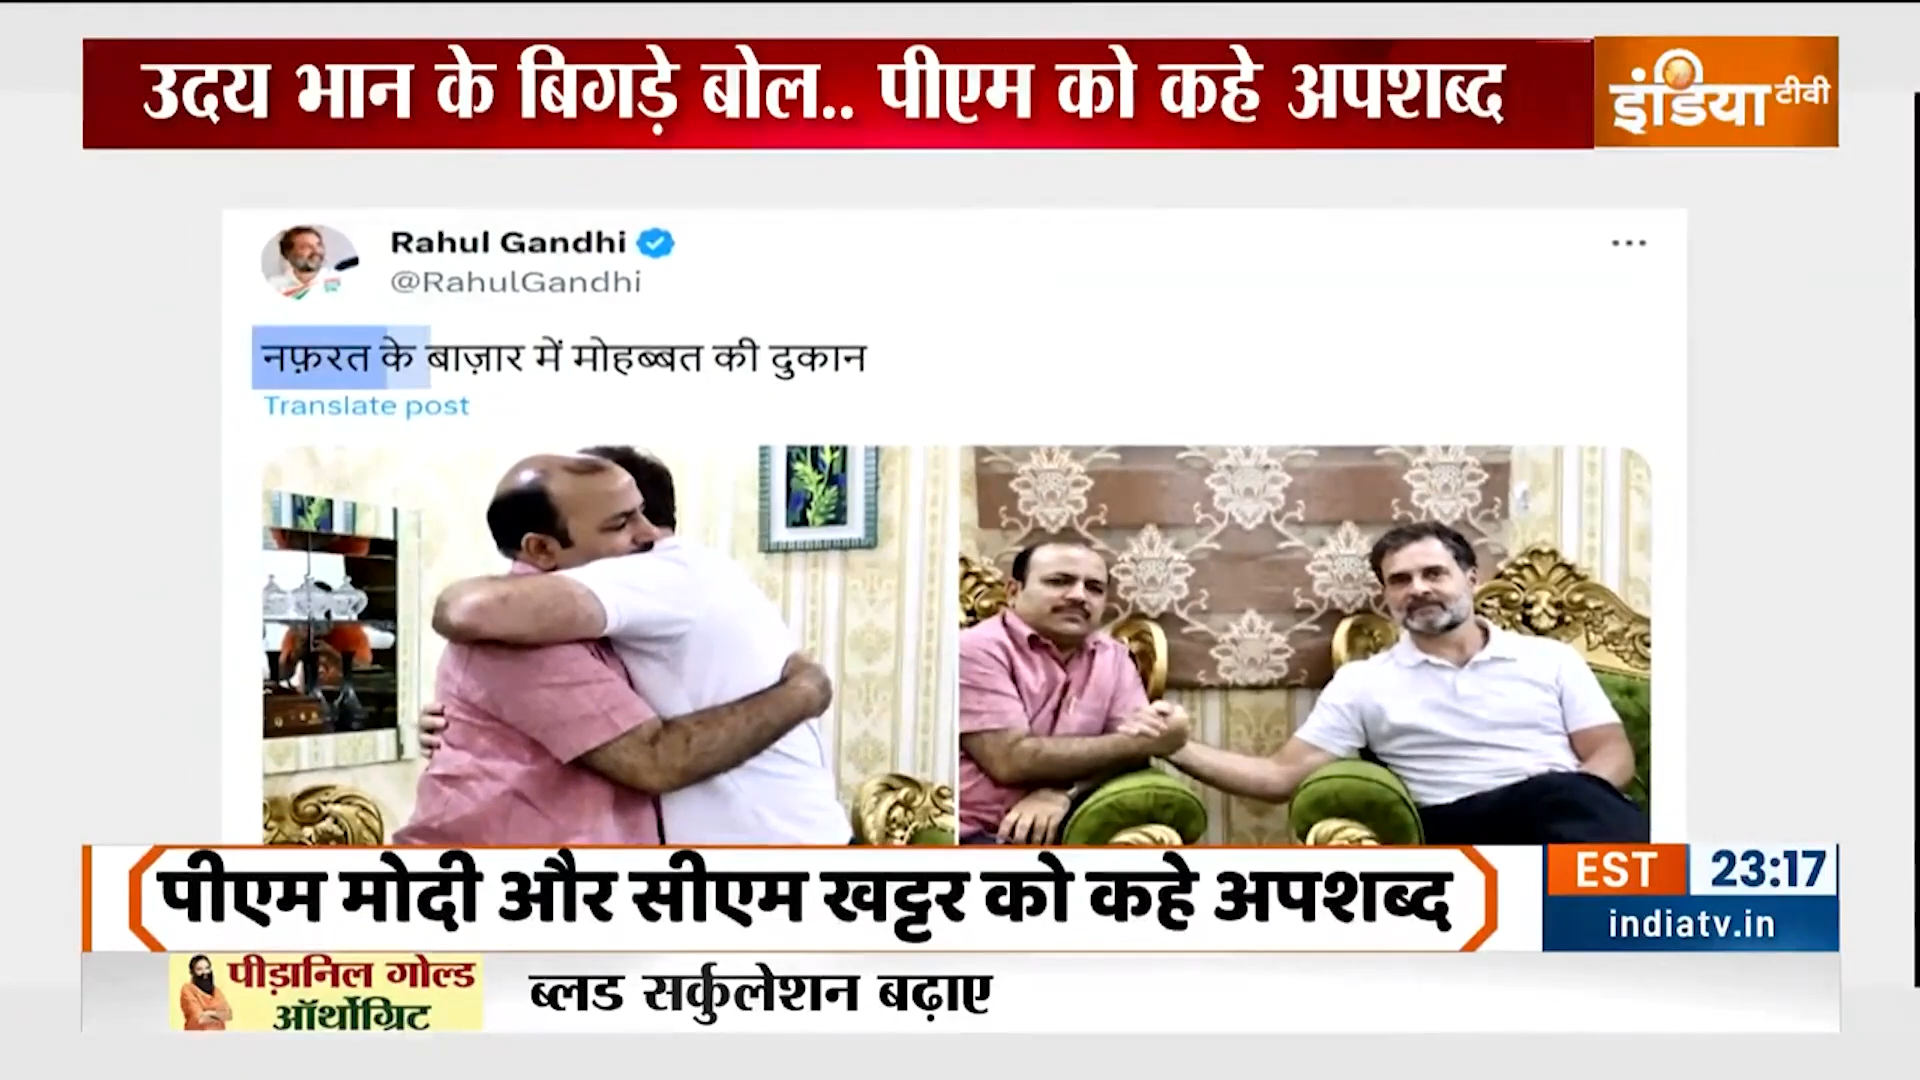 उदय भान के बिगड़े बोल.. पीएम को कहे अपशब्द
इंडिया टीवी
Rahul Gandhi
@RahulGandhi
नफ़रत के बाज़ार में मोहब्बत की दुकान
Translate post
पीएम मोदी और सीएम खट्टर को कहे अपशब्द
EST 23:17
indiatv.in
पीड़ानिल गोल्ड
ऑर्थोग्रिट
ब्लड सर्कुलेशन बढ़ाए